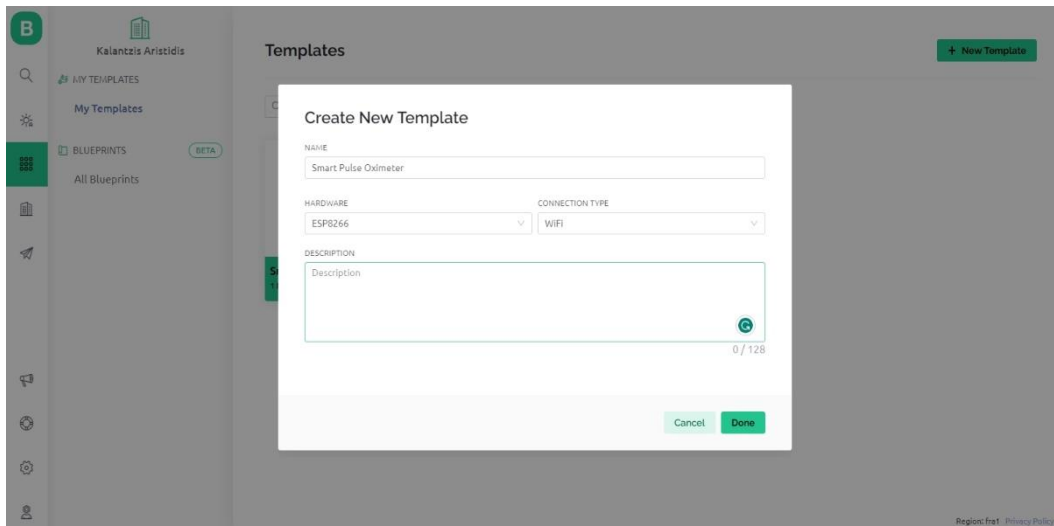 B
Kalantzis Aristidis
MY TEMPLATES
My Templates
BLUEPRINTS
BETA
All Blueprints
Templates
+ New Template
Create New Template
NAME
Smart Pulse Oximeter
HARDWARE
CONNECTION TYPE
ESP8266
WiFi
DESCRIPTION
Description
0 / 128
Cancel
Done
Region: fra1 Privacy Policy